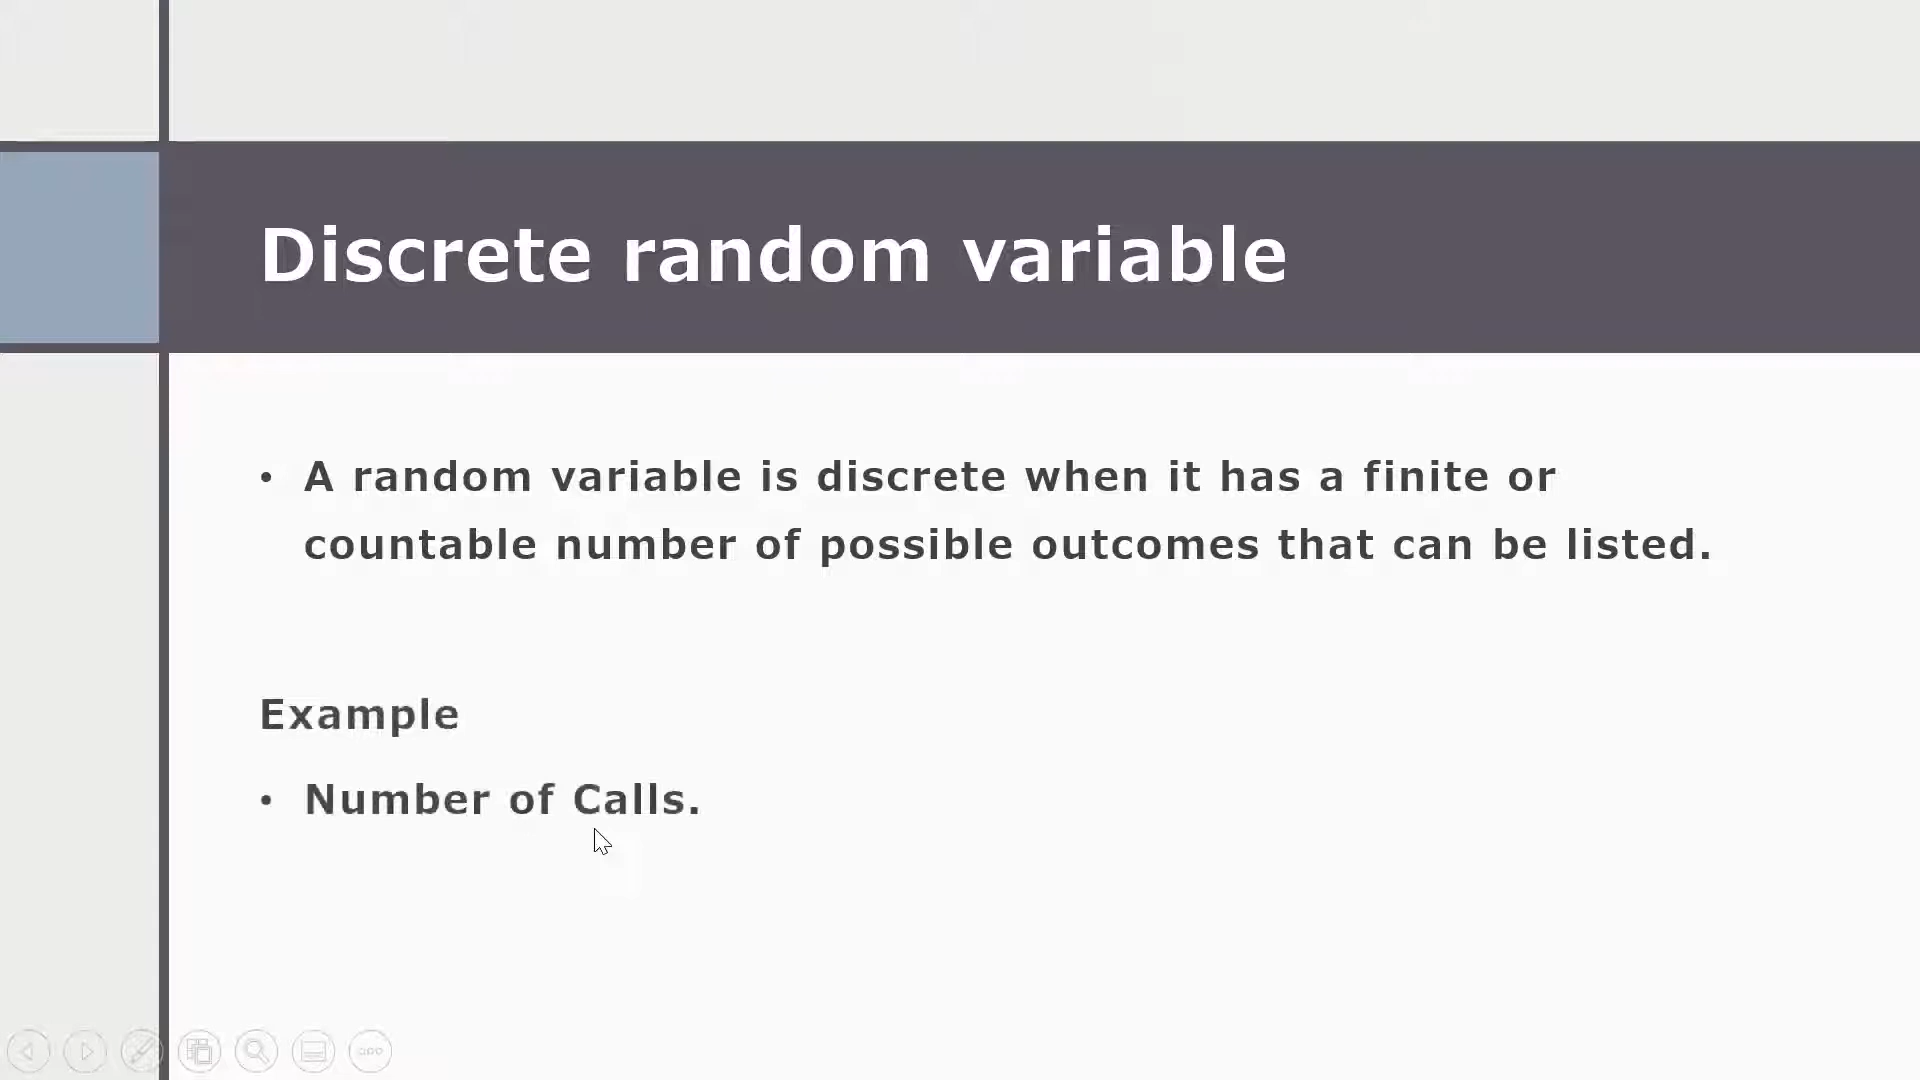 Discrete random variable
• A random variable is discrete when it has a finite or
countable number of possible outcomes that can be listed.
Example
• Number of Calls.